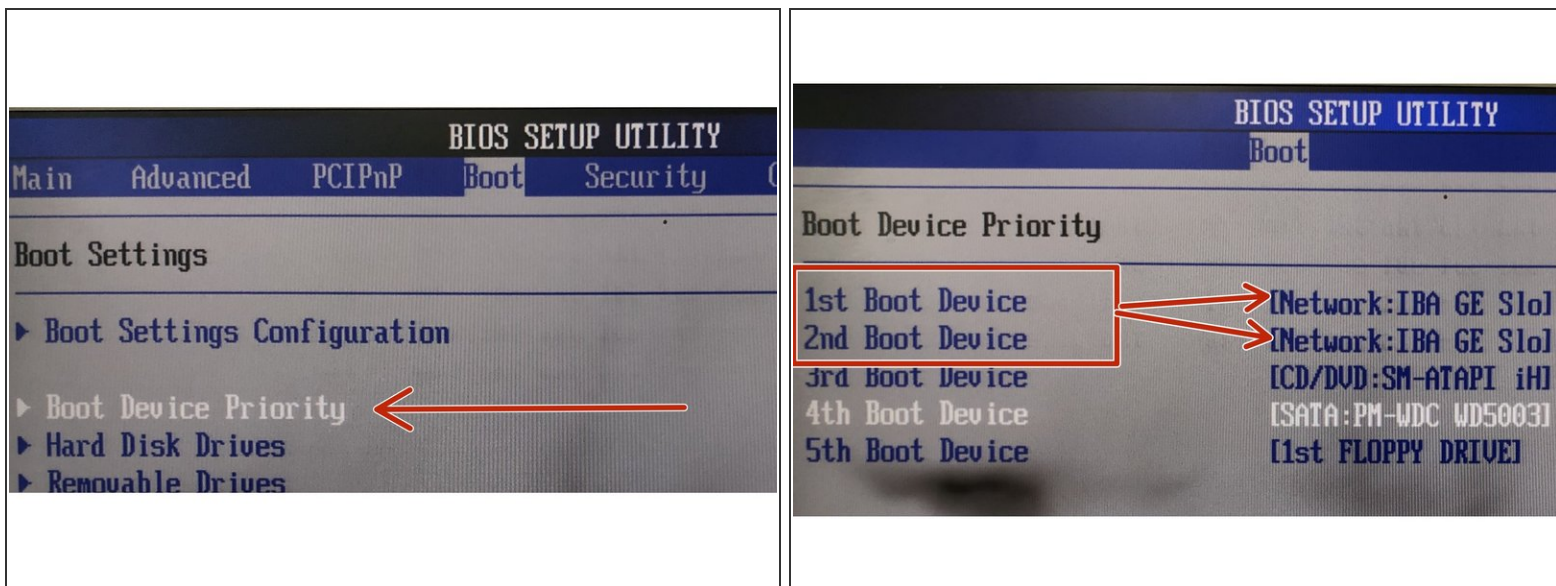 BIOS SETUP UTILITY
Main Advanced PCIPnP Boot Security
Boot Settings
Boot Settings Configuration
Boot Device Priority
Hard Disk Drives
Removable Drives
BIOS SETUP UTILITY
Boot
Boot Device Priority
1st Boot Device [Network:IBA GE Slo]
2nd Boot Device [Network:IBA GE Slo]
3rd Boot Device [CD/DVD:SM-ATAPI iH]
4th Boot Device [SATA:PM-WDC WD5003]
5th Boot Device [1st FLOPPY DRIVE]